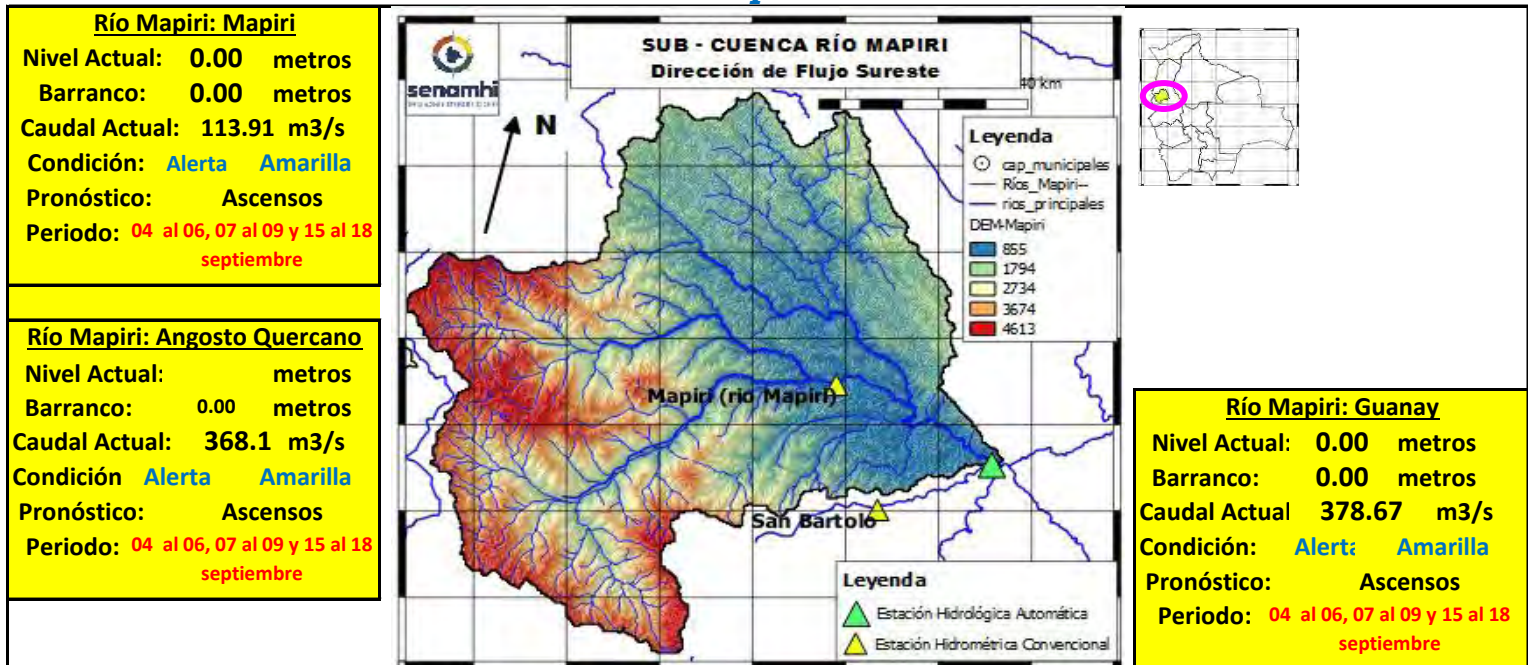 Río Mapiri: Mapiri
Nivel Actual: 0.00 metros
Barranco: 0.00 metros
Caudal Actual: 113.91 m3/s
Condición: Alerta Amarilla
Pronóstico: Ascensos
Periodo: 04 al 06, 07 al 09 y 15 al 18
septiembre
Río Mapiri: Angosto Quercano
Nivel Actual: metros
Barranco: 0.00 metros
Caudal Actual: 368.1 m3/s
Condición Alerta Amarilla
Pronóstico: Ascensos
Periodo: 04 al 06, 07 al 09 y 15 al 18
septiembre
senamhi
SUB - CUENCA RÍO MAPIRI
Dirección de Flujo Sureste
40 km
N
Leyenda
cap_municipales
Ríos_Mapiri--
rios_principales
DEM-Mapiri
855
1794
2734
3674
4613
Mapiri (rio Mapiri)
San Bartolo
Leyenda
Estación Hidrológica Automática
Estación Hidrométrica Convencional
Río Mapiri: Guanay
Nivel Actual: 0.00 metros
Barranco: 0.00 metros
Caudal Actual 378.67 m3/s
Condición: Alerta Amarilla
Pronóstico: Ascensos
Periodo: 04 al 06, 07 al 09 y 15 al 18
septiembre